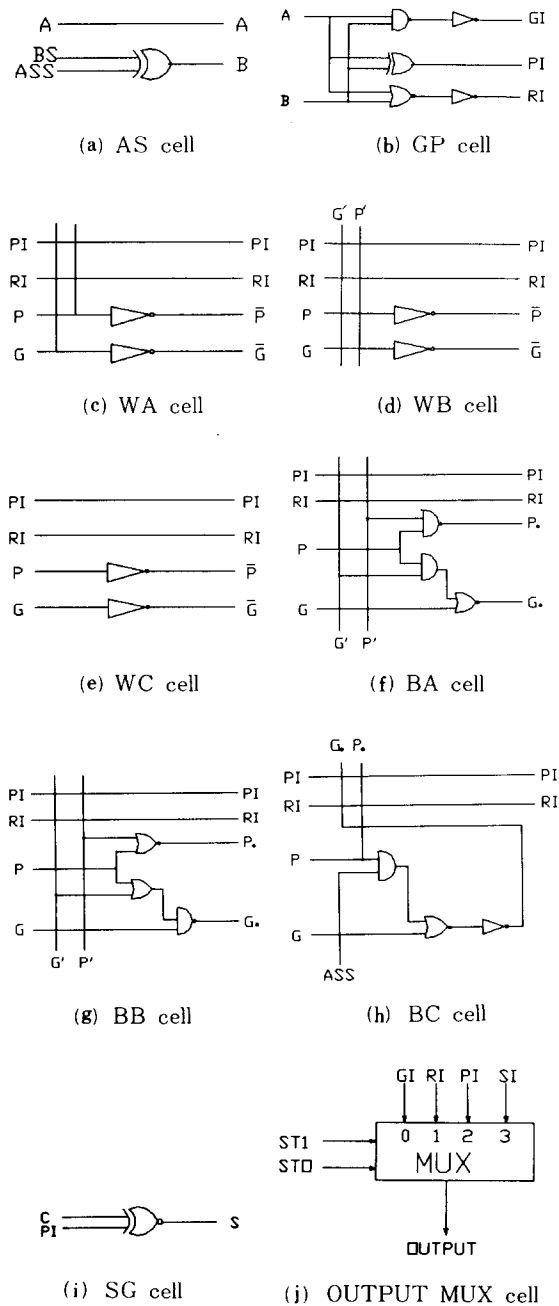 A A
BS
ASS
B
(a) AS cell
A
GI
PI
B
RI
(b) GP cell
PI PI
RI RI
P P̄
G Ḡ
(c) WA cell
G' P'
PI PI
RI RI
P P̄
G Ḡ
(d) WB cell
PI PI
RI RI
P P̄
G Ḡ
(e) WC cell
PI PI
RI RI
P P.
G G.
G' P'
(f) BA cell
PI PI
RI RI
P P.
G G.
G' P'
(g) BB cell
G. P.
PI PI
RI RI
P
G
ASS
(h) BC cell
C
PI
S
(i) SG cell
GI RI PI SI
0 1 2 3
ST1
ST0
MUX
OUTPUT
(j) OUTPUT MUX cell